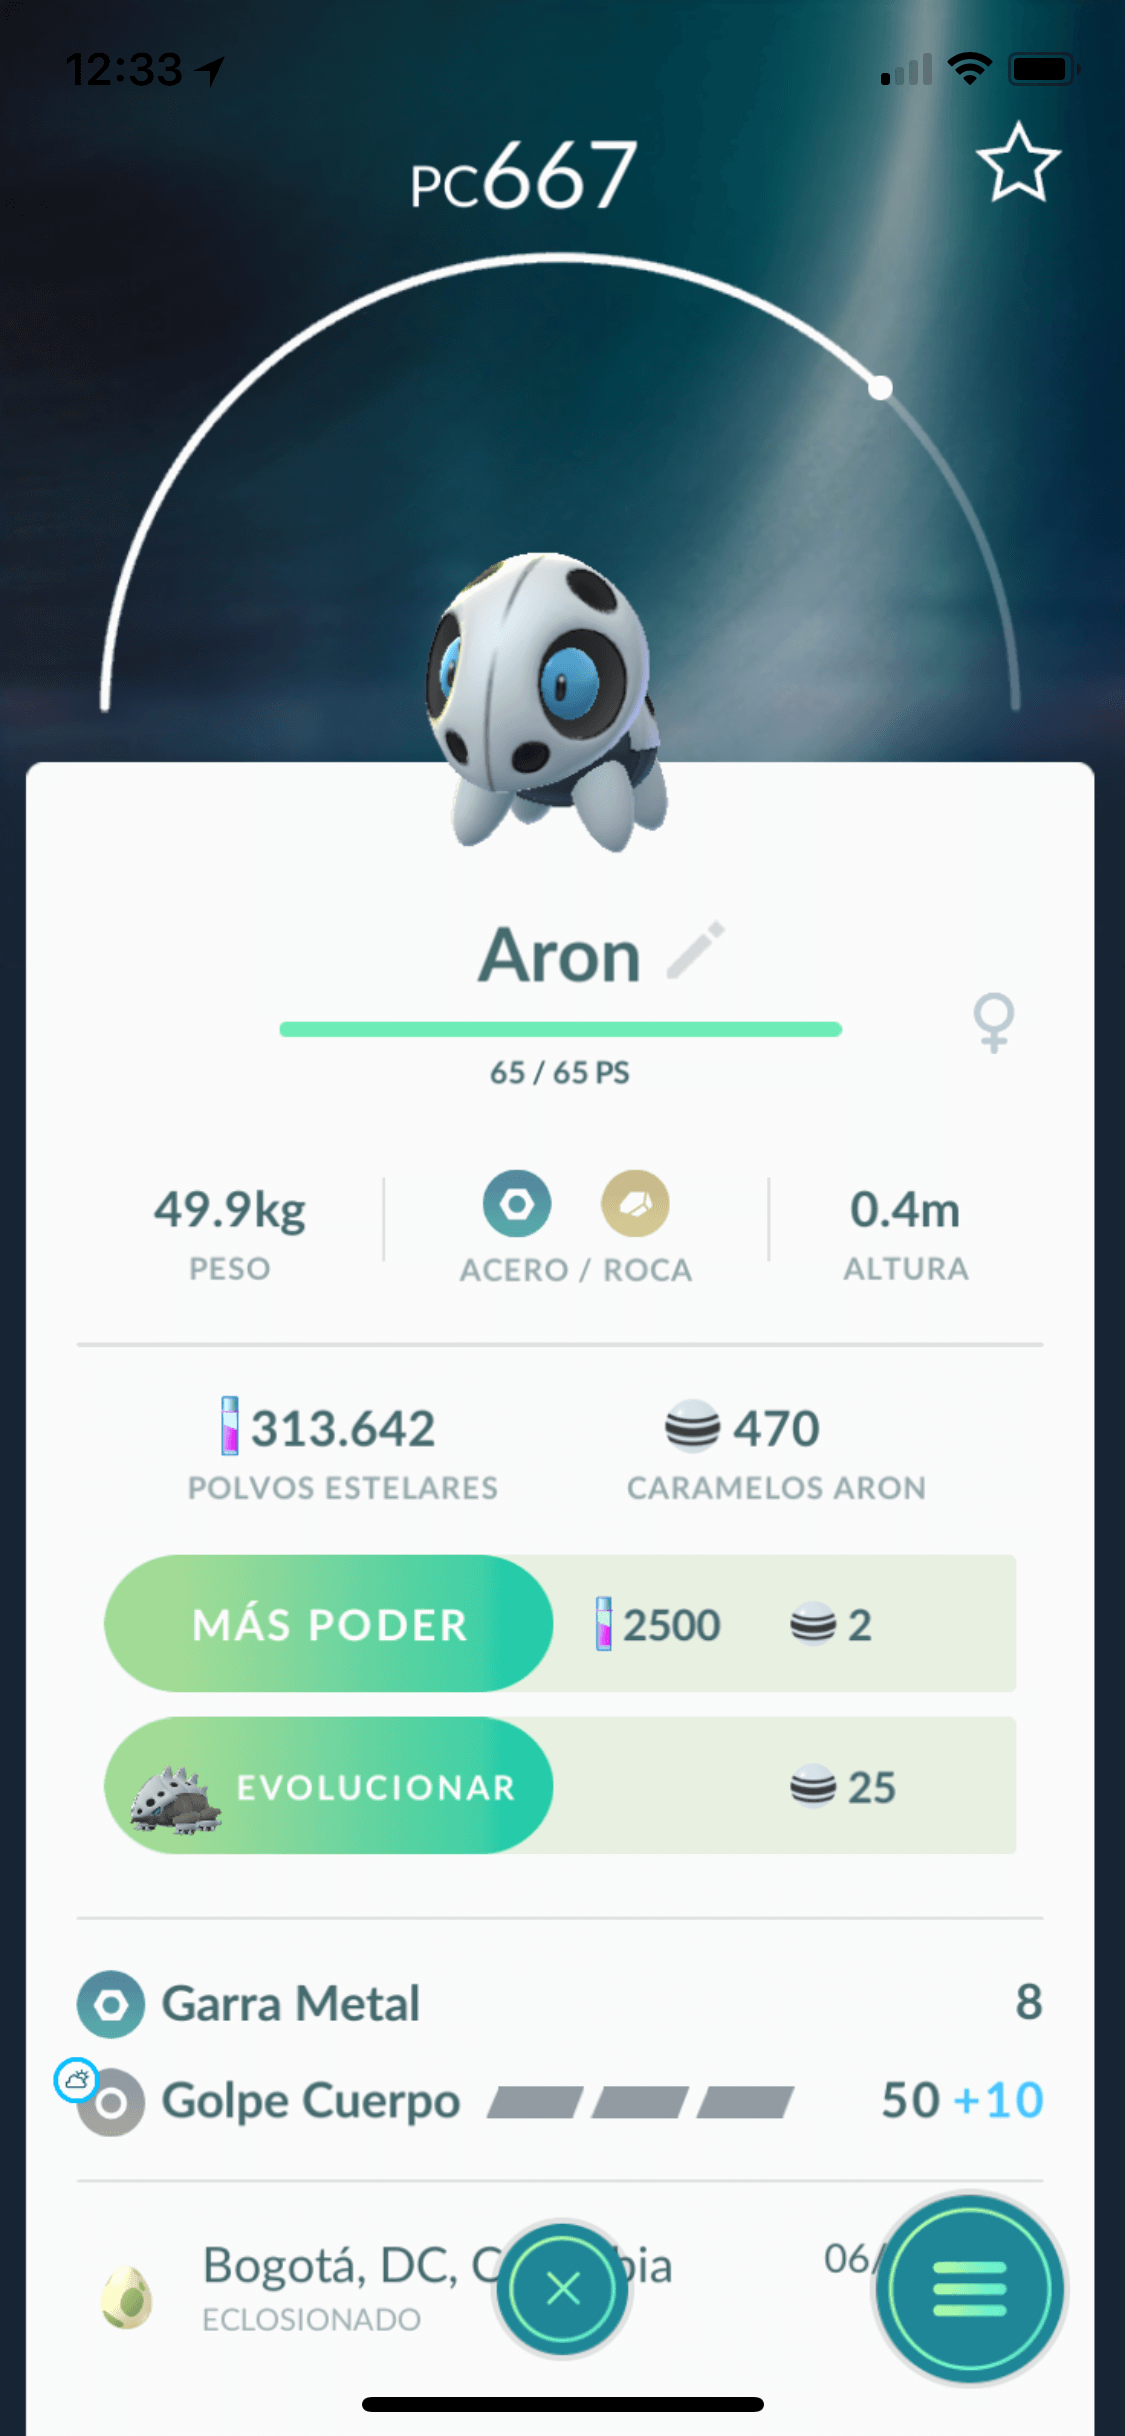 12:33
PC667
Aron
65 / 65 PS
49.9kg
PESO
ACERO / ROCA
0.4m
ALTURA
313.642
POLVOS ESTELARES
470
CARAMELOS ARON
MÁS PODER 2500 2
EVOLUCIONAR 25
Garra Metal 8
Golpe Cuerpo 50 +10
Bogotá, DC, C bia 06/
ECLOSIONADO